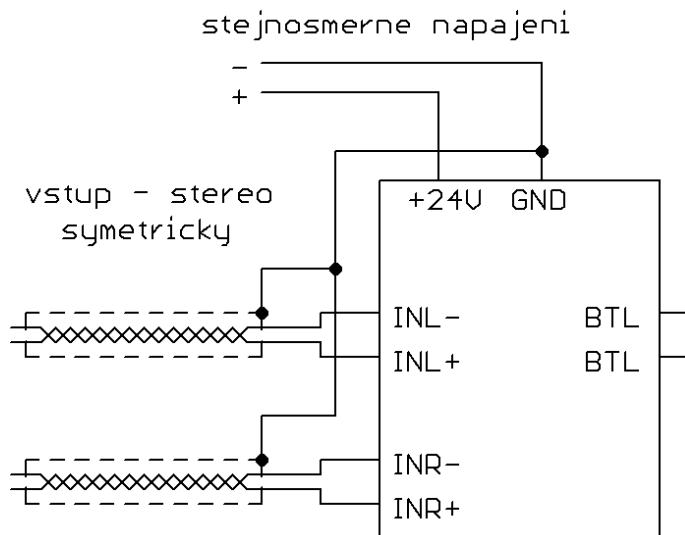 stejnosmerne napajeni
-
+
vstup - stereo
symetricky
+24V GND
INL- BTL
INL+ BTL
INR-
INR+